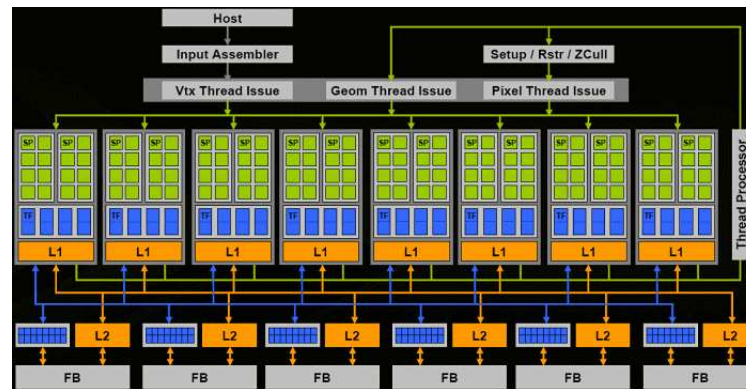 Host
Input Assembler
Setup / Rstr / ZCull
Vtx Thread Issue
Geom Thread Issue
Pixel Thread Issue
Thread Processor
SP SP SP SP SP SP SP SP SP SP SP SP SP SP SP SP
TF TF TF TF TF TF TF TF
L1 L1 L1 L1 L1 L1 L1 L1
L2 L2 L2 L2 L2 L2
FB FB FB FB FB FB